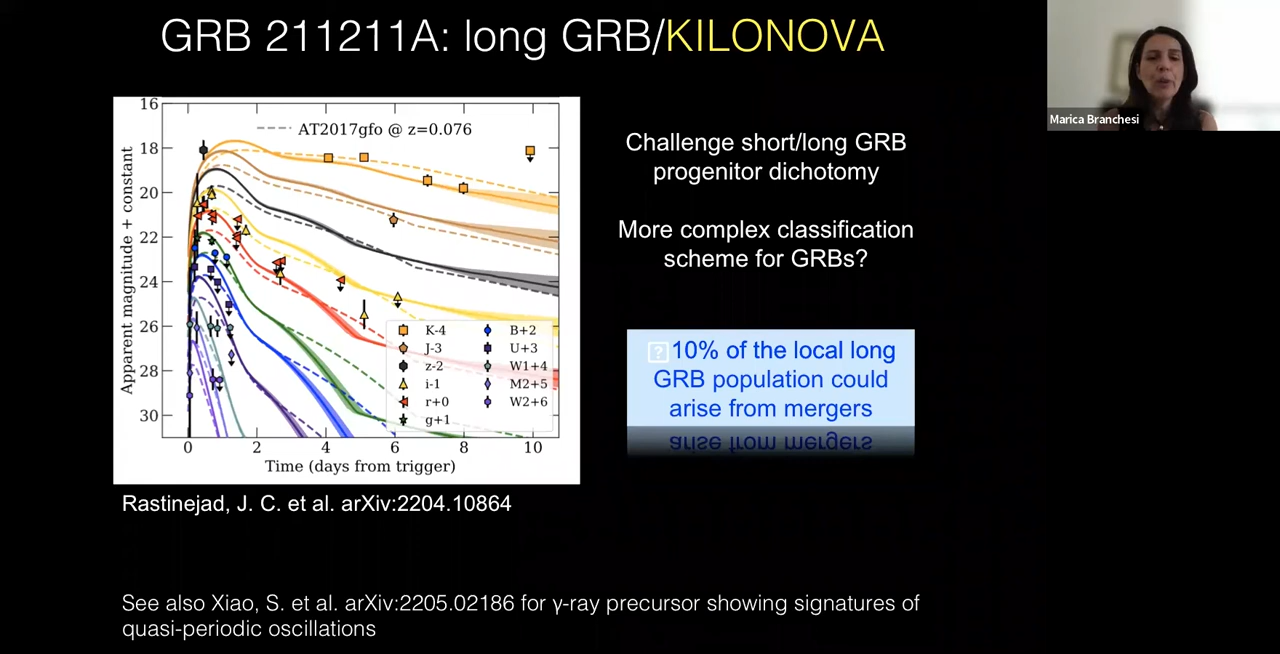 GRB 211211A: long GRB/KILONOVA
Marica Branchesi
16
18
20
22
24
26
28
30
Apparent magnitude + constant
AT2017gfo @ z=0.076
K-4
J-3
z-2
i-1
r+0
g+1
B+2
U+3
W1+4
M2+5
W2+6
0 2 4 6 8 10
Time (days from trigger)
Rastinejad, J. C. et al. arXiv:2204.10864
Challenge short/long GRB
progenitor dichotomy
More complex classification
scheme for GRBs?
10% of the local long
GRB population could
arise from mergers
See also Xiao, S. et al. arXiv:2205.02186 for γ-ray precursor showing signatures of
quasi-periodic oscillations